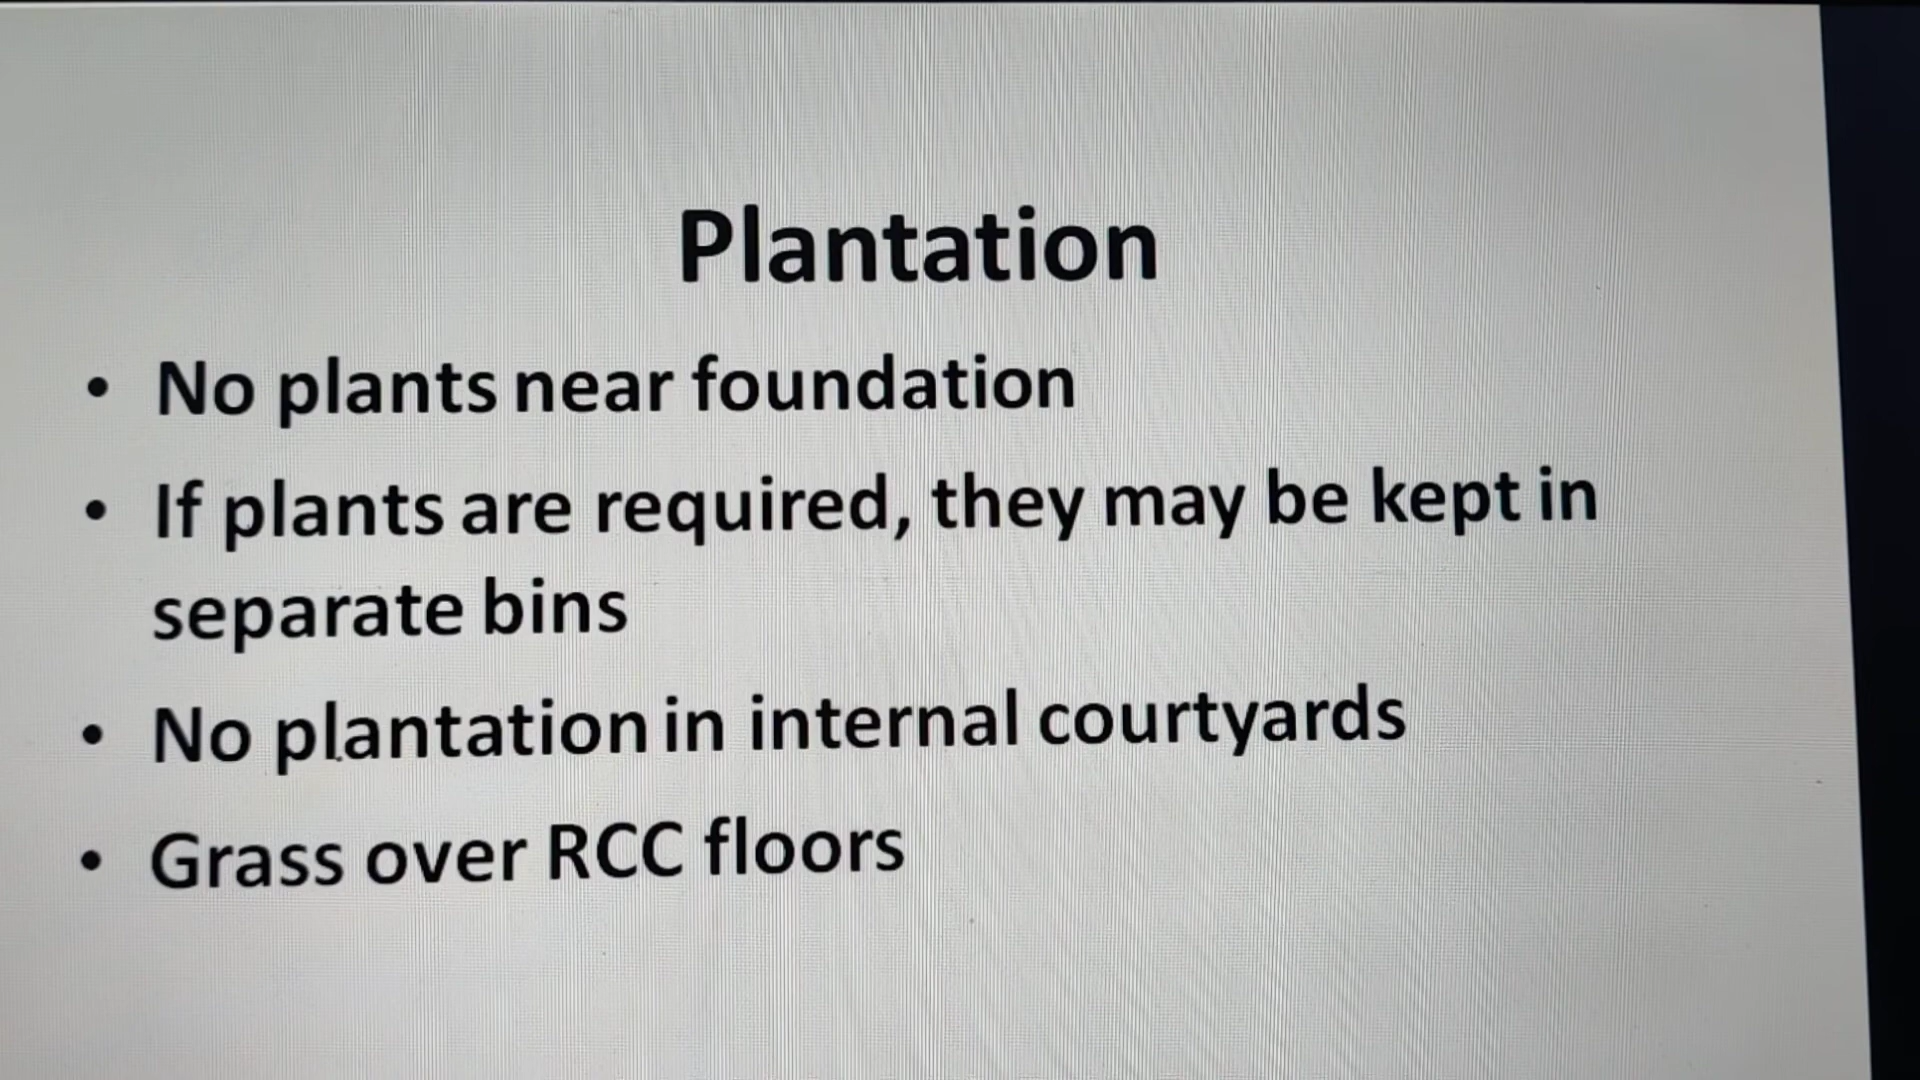 Plantation
• No plants near foundation
• If plants are required, they may be kept in
separate bins
• No plantation in internal courtyards
• Grass over RCC floors